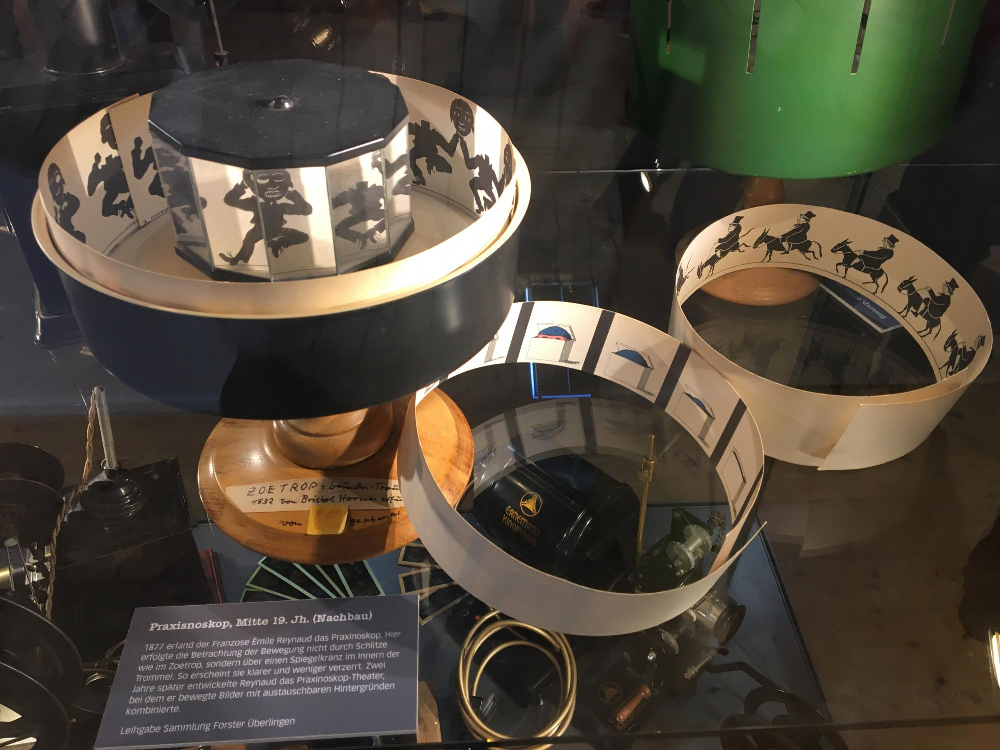 18 HEADWOR
Zoetrop,
ZOETROP = Wunder-Trom
1832 von Bristol Horner erfu
von geschenkt
ERNEMANN
KINOPTIKON
Praxisnoskop, Mitte 19. Jh. (Nachbau)
1877 erfand der Franzose Èmile Reynaud das Praxinoskop. Hier
erfolgte die Betrachtung der Bewegung nicht durch Schlitze
wie im Zoetrop, sondern über einen Spiegelkranz im Innern der
Trommel. So erscheint sie klarer und weniger verzerrt. Zwei
Jahre später entwickelte Reynaud das Praxinoskop-Theater,
bei dem er bewegte Bilder mit austauschbaren Hintergründen
kombinierte.
Leihgabe Sammlung Forster Überlingen